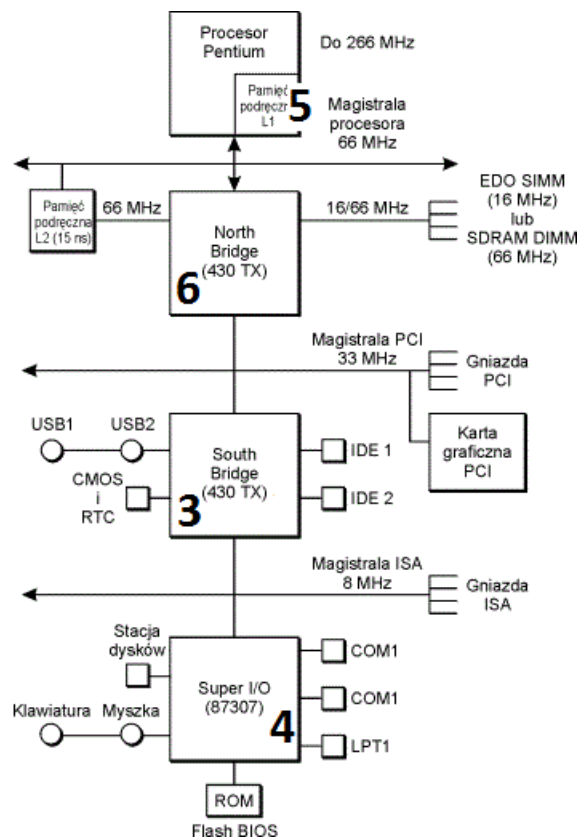 Procesor
Pentium
Do 266 MHz
Pamięć
podręczn
L1
5
Magistrala
procesora
66 MHz
Pamięć
podręczna
L2 (15 ns)
66 MHz
North
Bridge
(430 TX)
6
16/66 MHz
EDO SIMM
(16 MHz)
lub
SDRAM DIMM
(66 MHz)
Magistrala PCI
33 MHz
Gniazda
PCI
Karta
graficzna
PCI
USB1
USB2
CMOS
i
RTC
South
Bridge
(430 TX)
3
IDE 1
IDE 2
Magistrala ISA
8 MHz
Gniazda
ISA
Stacja
dysków
Klawiatura
Myszka
Super I/O
(87307)
4
COM1
COM1
LPT1
ROM
Flash BIOS